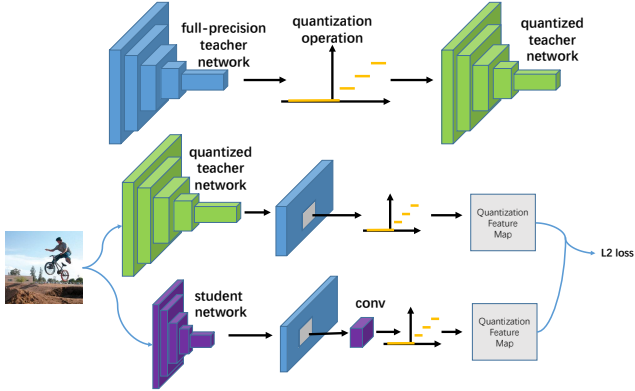 full-precision
teacher
network
quantization
operation
quantized
teacher
network
quantized
teacher
network
Quantization
Feature
Map
L2 loss
student
network
conv
Quantization
Feature
Map